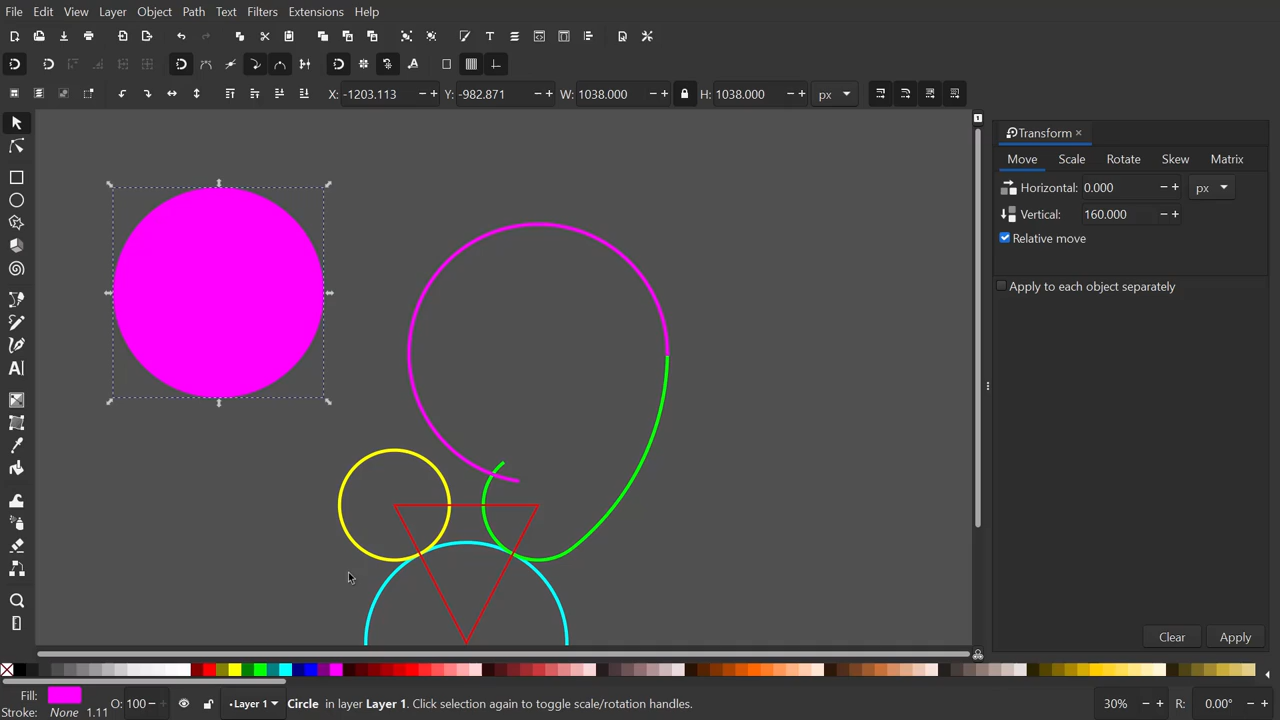 File Edit View Layer Object Path Text Filters Extensions Help
X: -1203.113 Y: -982.871 W: 1038.000 H: 1038.000 px
1
Transform
Move Scale Rotate Skew Matrix
Horizontal: 0.000 px
Vertical: 160.000
Relative move
Apply to each object separately
Clear Apply
Fill:
Stroke: None 1.11
O: 100
Layer 1
Circle in layer Layer 1. Click selection again to toggle scale/rotation handles.
Z: 30%
R: 0.00°